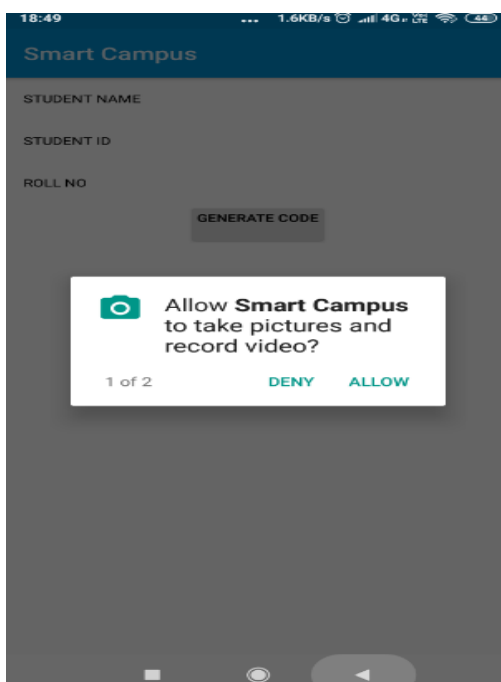 18:49 ... 1.6KB/s 4G 44
Smart Campus
STUDENT NAME
STUDENT ID
ROLL NO
GENERATE CODE
Allow Smart Campus
to take pictures and
record video?
1 of 2 DENY ALLOW